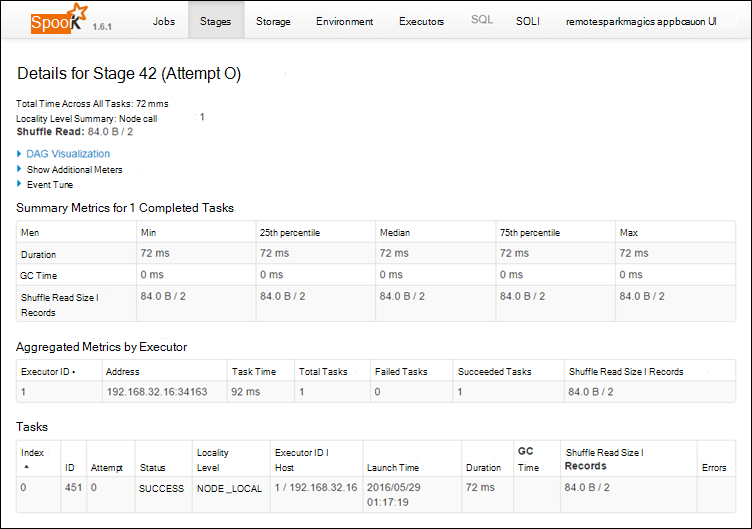 Spook 1.6.1 Jobs Stages Storage Environment Executors SQL SOLI remotesparkmagics appbcauon UI
Details for Stage 42 (Attempt O)
Total Time Across All Tasks: 72 mms
Locality Level Summary: Node call 1
Shuffle Read: 84.0 B / 2
DAG Visualization
Show Additional Meters
Event Tune
Summary Metrics for 1 Completed Tasks
Men Min 25th percentile Median 75th percentile Max
Duration 72 ms 72 ms 72 ms 72 ms 72 ms
GC Time 0 ms 0 ms 0 ms 0 ms 0 ms
Shuffle Read Size I 84.0 B / 2 84.0 B / 2 84.0 B / 2 84.0 B / 2 84.0 B / 2
Records
Aggregated Metrics by Executor
Executor ID Address Task Time Total Tasks Failed Tasks Succeeded Tasks Shuffle Read Size I Records
1 192.168.32.16:34163 92 ms 1 0 1 84.0 B / 2
Tasks
Index ID Attempt Status Locality Level Executor ID I Host Launch Time Duration GC Time Shuffle Read Size I Records Errors
0 451 0 SUCCESS NODE_LOCAL 1 / 192.168.32.16 2016/05/29 72 ms 84.0 B / 2
01:17:19